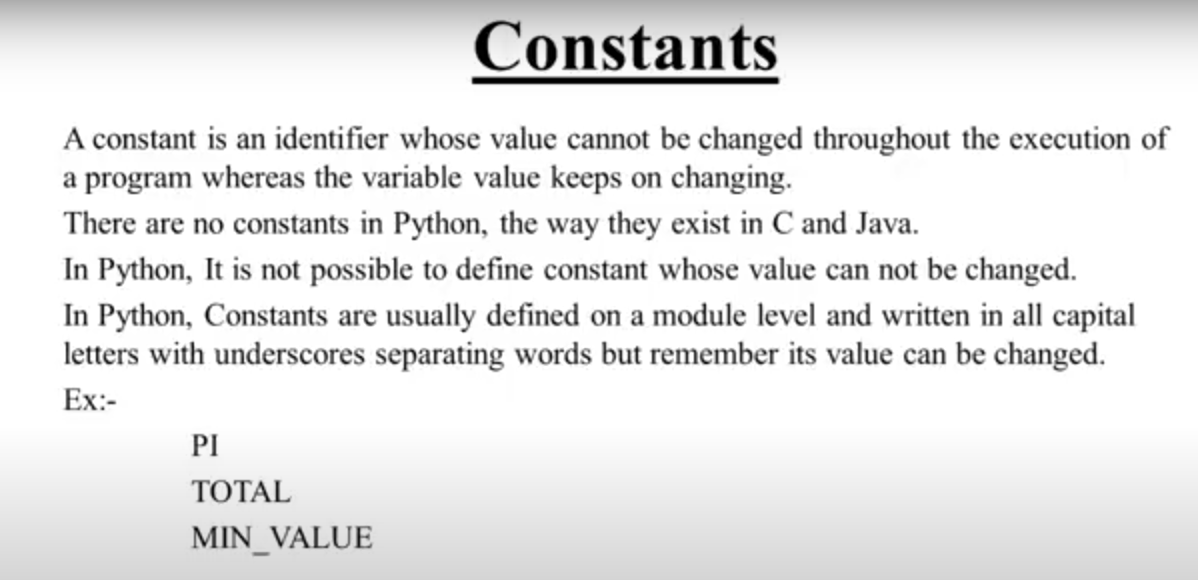 Constants
A constant is an identifier whose value cannot be changed throughout the execution of
a program whereas the variable value keeps on changing.
There are no constants in Python, the way they exist in C and Java.
In Python, It is not possible to define constant whose value can not be changed.
In Python, Constants are usually defined on a module level and written in all capital
letters with underscores separating words but remember its value can be changed.
Ex:-
PI
TOTAL
MIN_VALUE